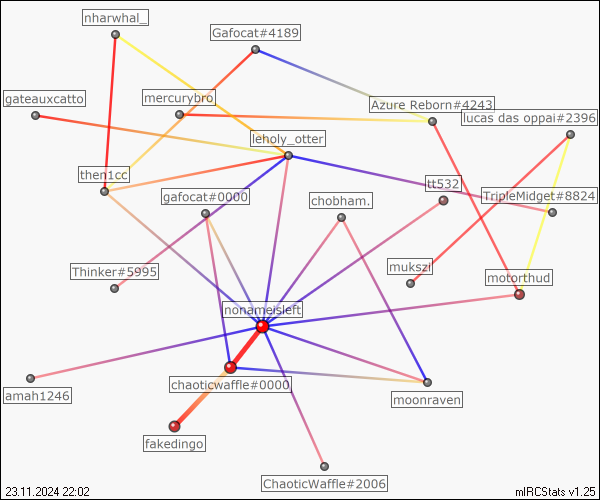 nharwhal_
Gafocat#4189
gateauxcatto
mercurybro
Azure Reborn#4243
lucas das oppai#2396
leholy_otter
then1cc
gafocat#0000
chobham.
tt532
TripleMidget#8824
Thinker#5995
mukszi
motorthud
nonameisleft
chaoticwaffle#0000
amah1246
moonraven
fakedingo
ChaoticWaffle#2006
23.11.2024 22:02
mIRCStats v1.25